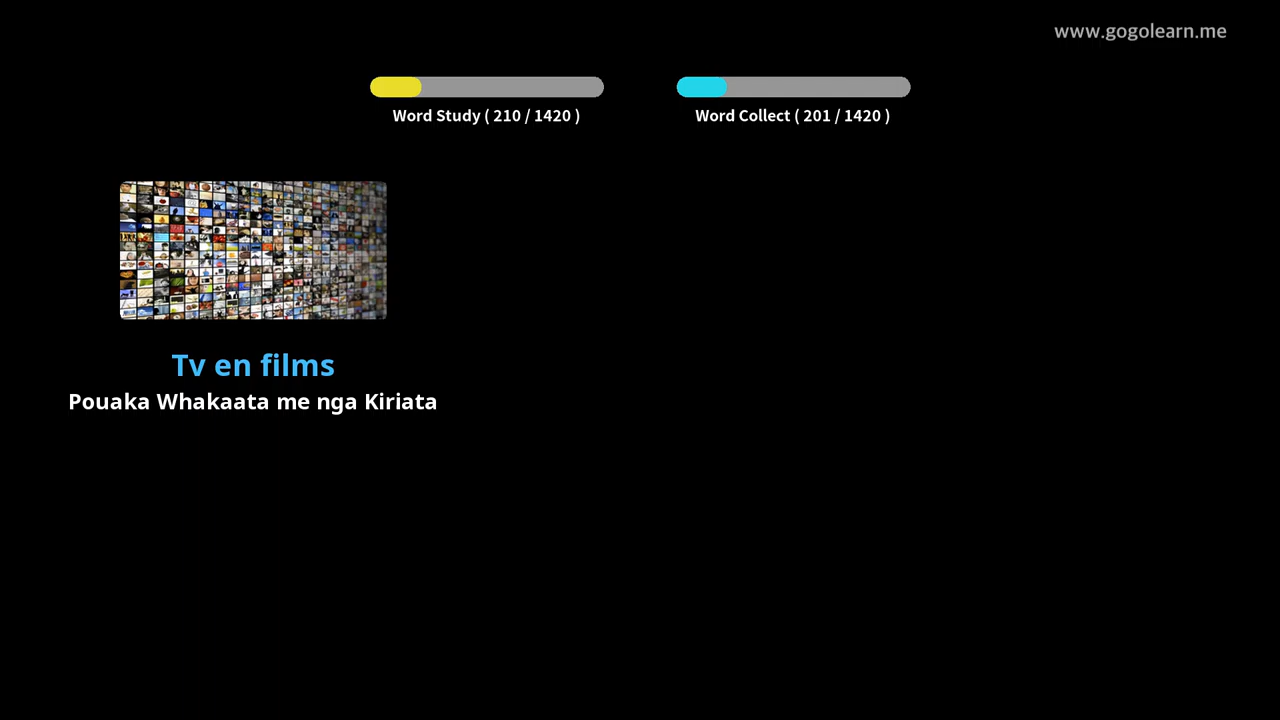 www.gogolearn.me
Word Study ( 210 / 1420 )
Word Collect ( 201 / 1420 )
Tv en films
Pouaka Whakaata me nga Kiriata